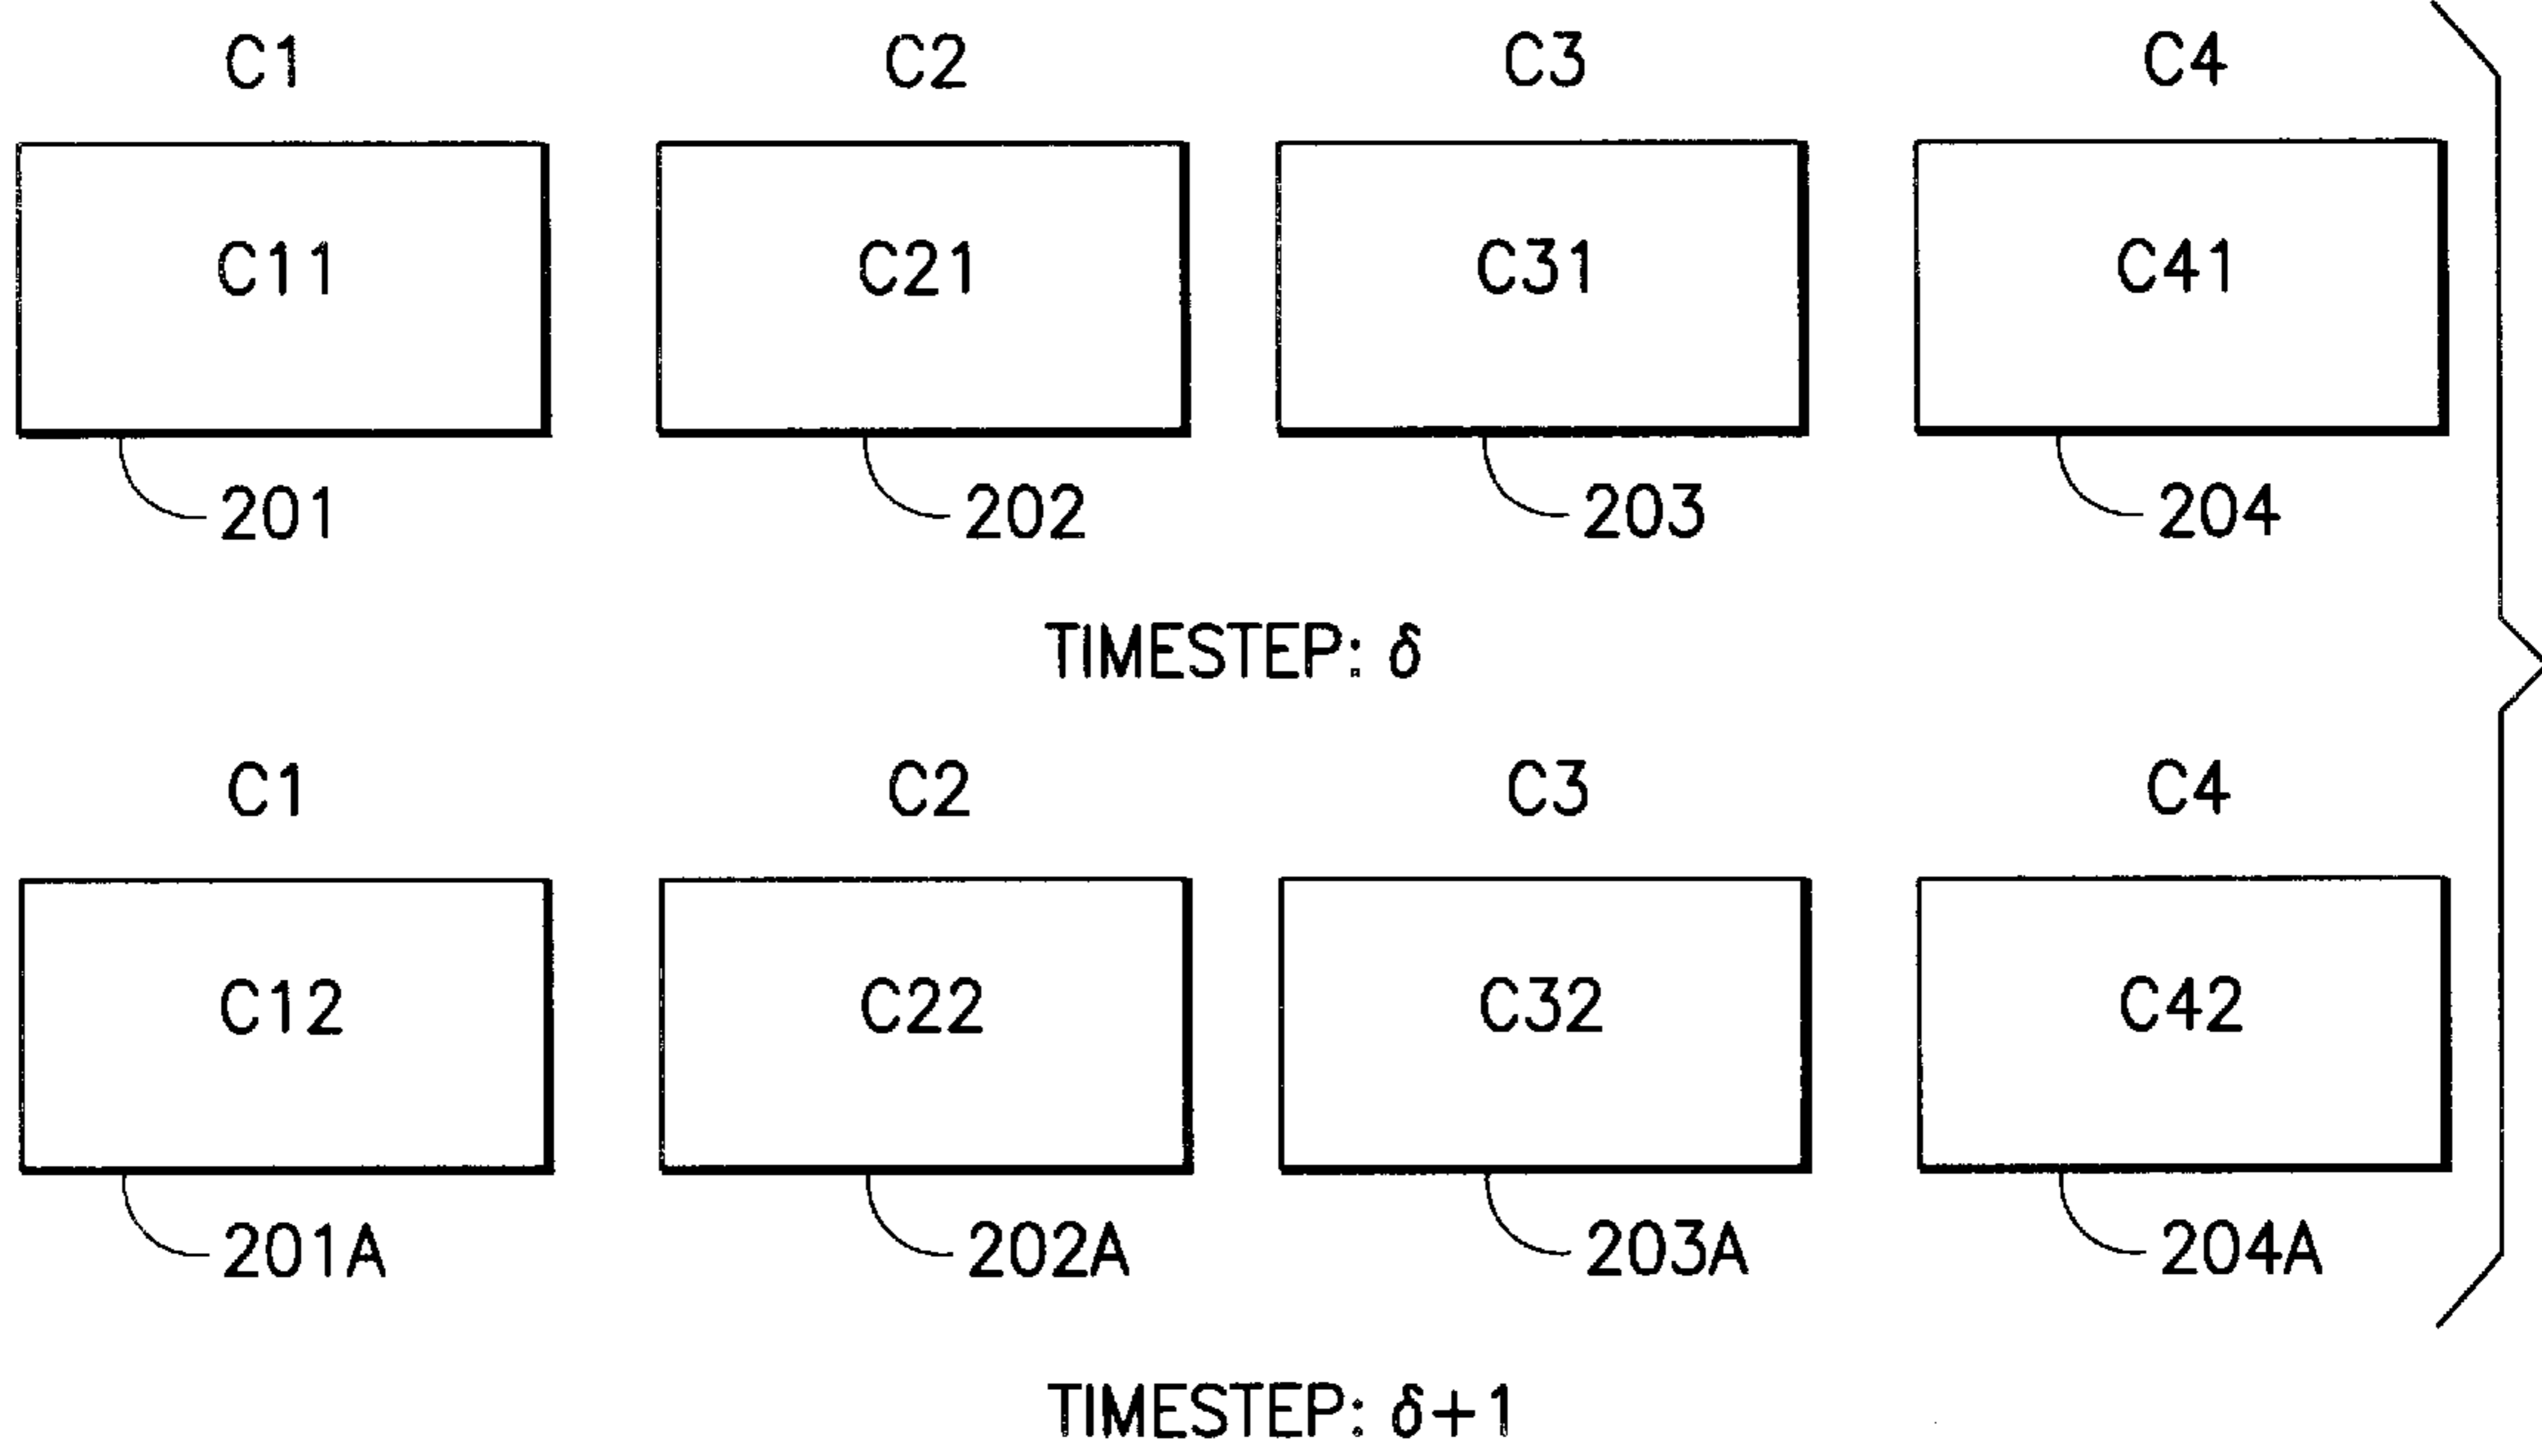 C1 C2 C3 C4
C11 C21 C31 C41
201 202 203 204
TIMESTEP: δ
C1 C2 C3 C4
C12 C22 C32 C42
201A 202A 203A 204A
TIMESTEP: δ+1